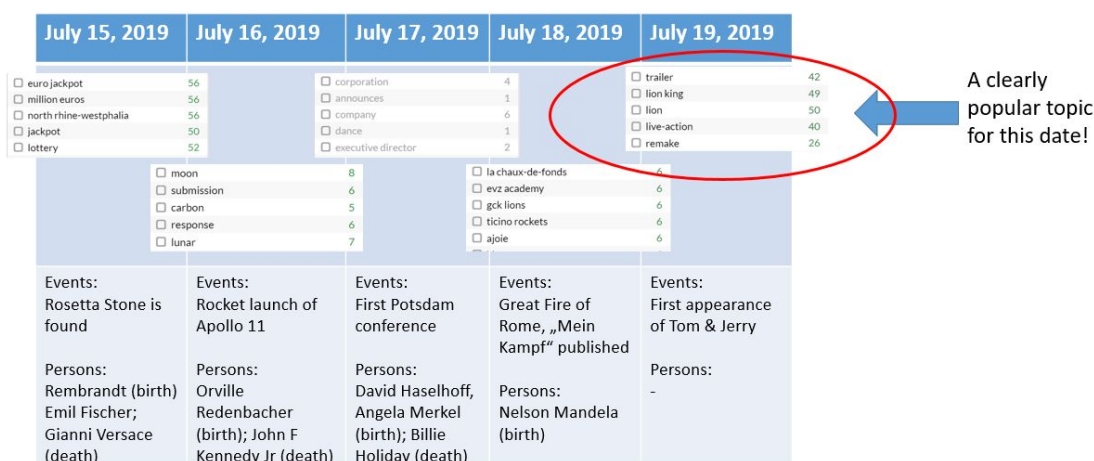 July 15, 2019
July 16, 2019
July 17, 2019
July 18, 2019
July 19, 2019
euro jackpot 56
million euros 56
north rhine-westphalia 56
jackpot 50
lottery 52
corporation 4
announces 1
company 6
dance 1
executive director 2
trailer 42
lion king 49
lion 50
live-action 40
remake 26
A clearly
popular topic
for this date!
moon 8
submission 6
carbon 5
response 6
lunar 7
la chaux-de-fonds 6
evz academy 6
gck lions 6
ticino rockets 6
ajoie 6
Events:
Rosetta Stone is
found
Persons:
Rembrandt (birth)
Emil Fischer;
Gianni Versace
(death)
Events:
Rocket launch of
Apollo 11
Persons:
Orville
Redenbacher
(birth); John F
Kennedy Jr (death)
Events:
First Potsdam
conference
Persons:
David Haselhoff,
Angela Merkel
(birth); Billie
Holiday (death)
Events:
Great Fire of
Rome, „Mein
Kampf“ published
Persons:
Nelson Mandela
(birth)
Events:
First appearance
of Tom & Jerry
Persons:
-